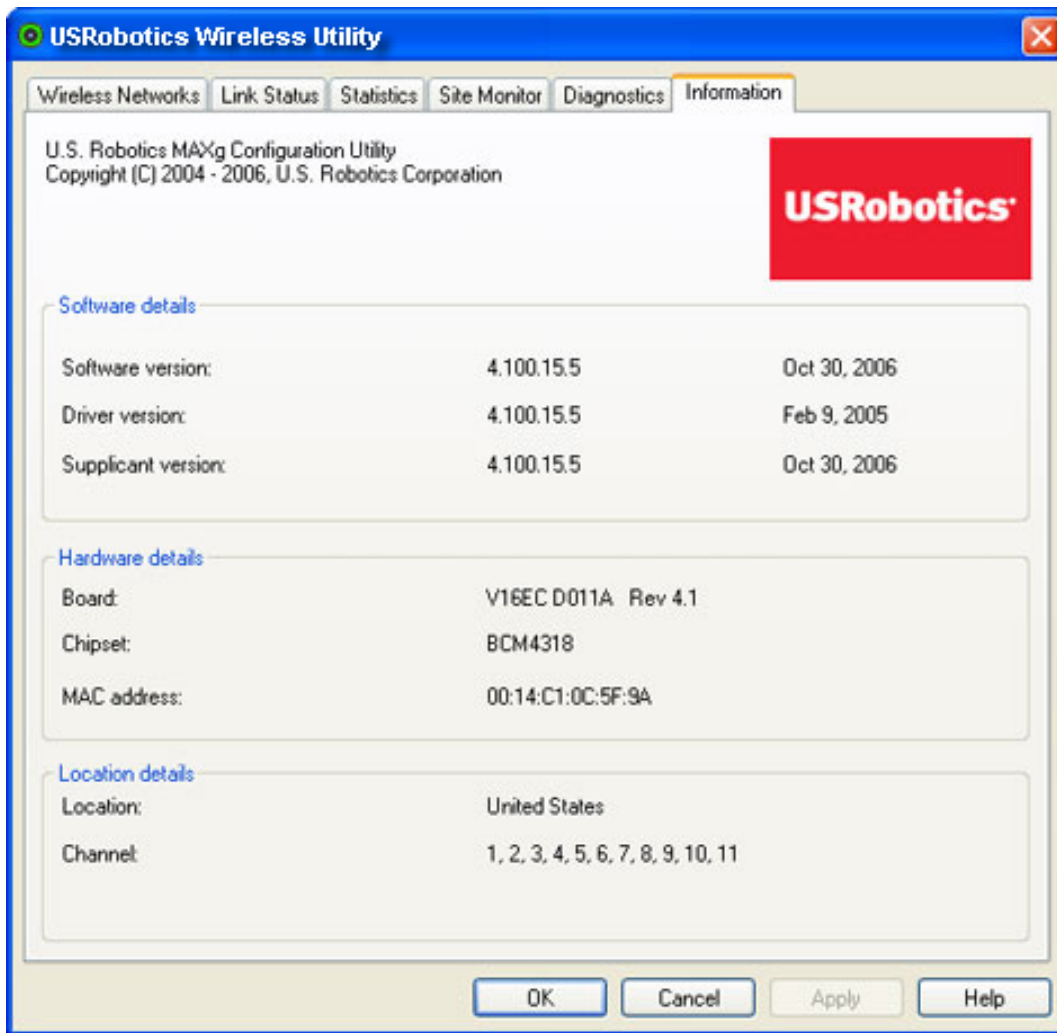 USRobotics Wireless Utility
Wireless Networks Link Status Statistics Site Monitor Diagnostics Information
U.S. Robotics MAXg Configuration Utility
Copyright (C) 2004 - 2006, U.S. Robotics Corporation
USRobotics
Software details
Software version: 4.100.15.5 Oct 30, 2006
Driver version: 4.100.15.5 Feb 9, 2005
Supplicant version: 4.100.15.5 Oct 30, 2006
Hardware details
Board: V16EC D011A Rev 4.1
Chipset: BCM4318
MAC address: 00:14:C1:0C:5F:9A
Location details
Location: United States
Channel: 1, 2, 3, 4, 5, 6, 7, 8, 9, 10, 11
OK Cancel Apply Help